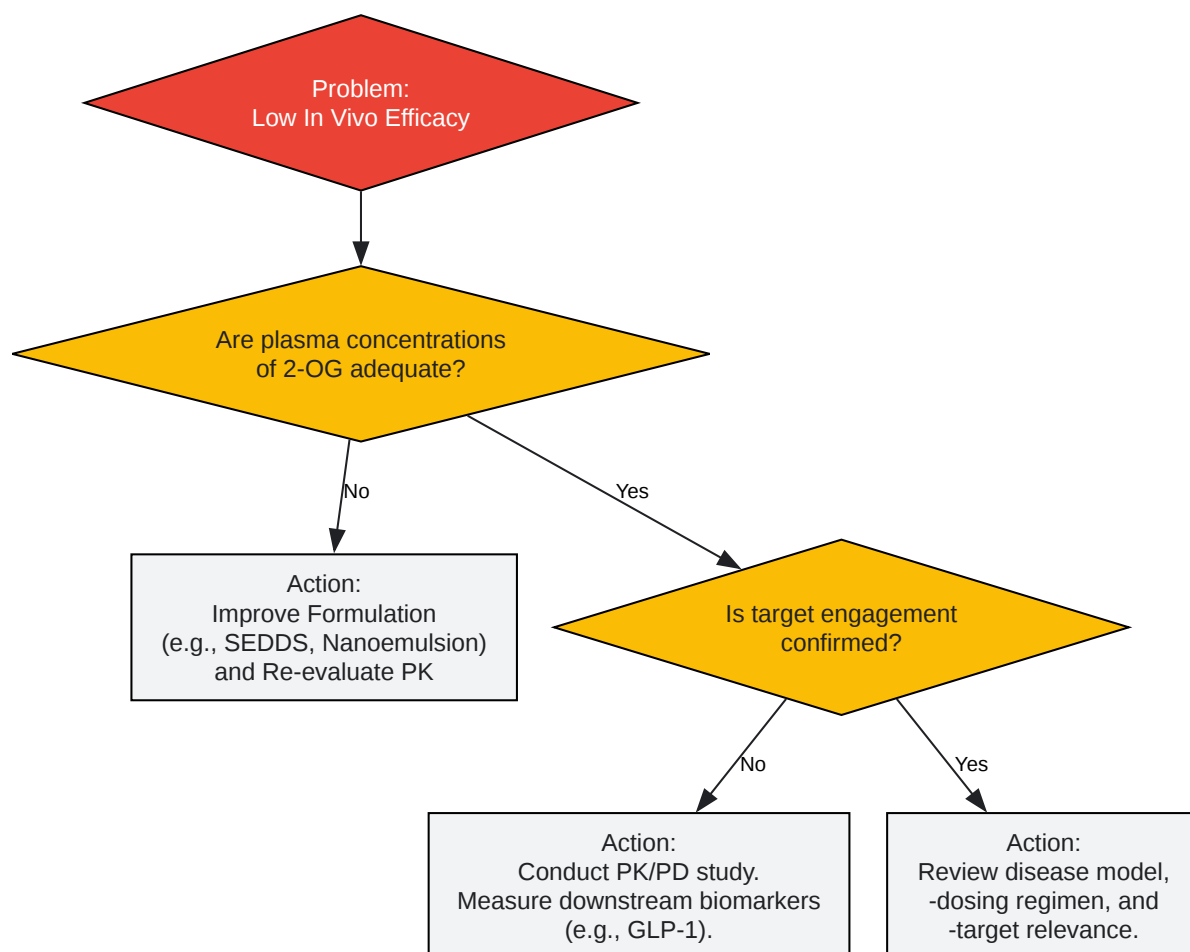 Problem:
Low In Vivo Efficacy
Are plasma concentrations
of 2-OG adequate?
No
Yes
Action:
Improve Formulation
(e.g., SEDDS, Nanoemulsion)
and Re-evaluate PK
Is target engagement
confirmed?
No
Yes
Action:
Conduct PK/PD study.
Measure downstream biomarkers
(e.g., GLP-1).
Action:
Review disease model,
-dosing regimen, and
-target relevance.